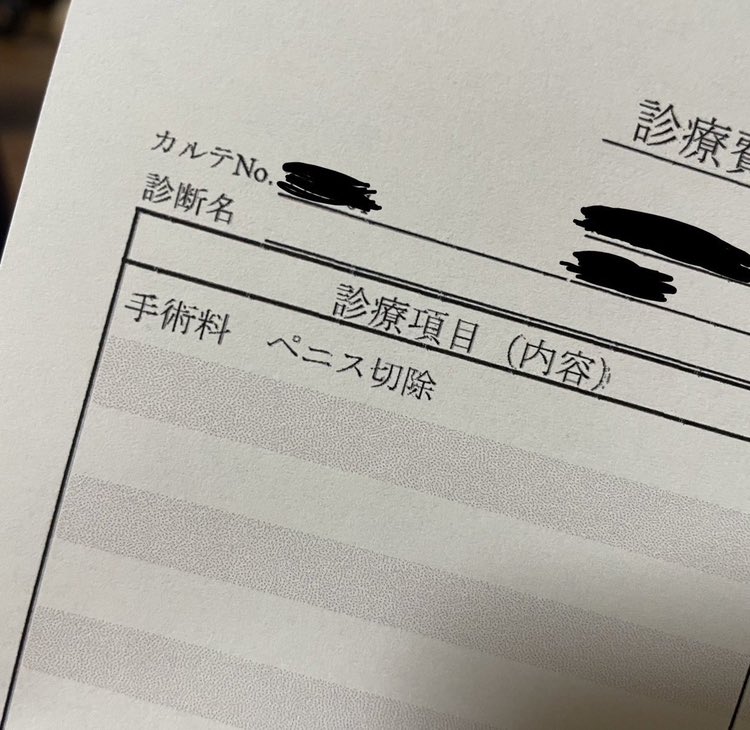 診療費
カルテNo.
診断名
診療項目（内容）
手術料 ペニス切除